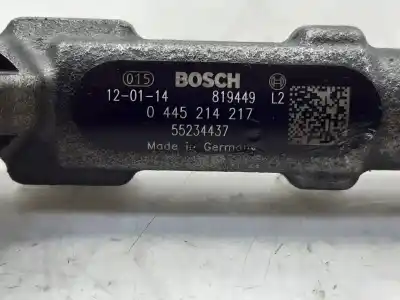 015 BOSCH
12-01-14 819449 L2
0 445 214 217
55234437
Made in Germany